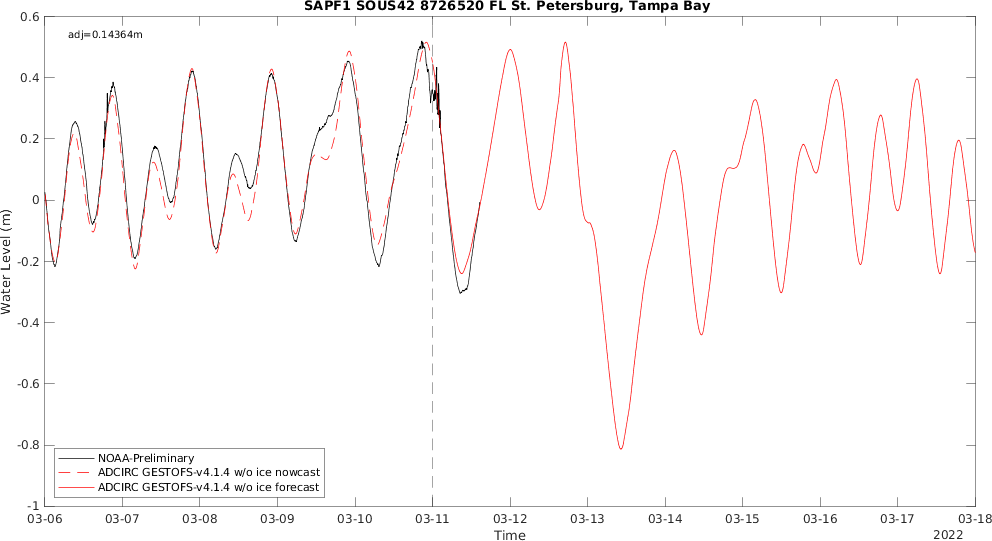 SAPF1 SOUS42 8726520 FL St. Petersburg, Tampa Bay
adj=0.14364m
0.6
0.4
0.2
0
-0.2
-0.4
-0.6
-0.8
-1
Water Level (m)
NOAA-Preliminary
ADCIRC GESTOFS-v4.1.4 w/o ice nowcast
ADCIRC GESTOFS-v4.1.4 w/o ice forecast
03-06 03-07 03-08 03-09 03-10 03-11 03-12 03-13 03-14 03-15 03-16 03-17 03-18
Time
2022